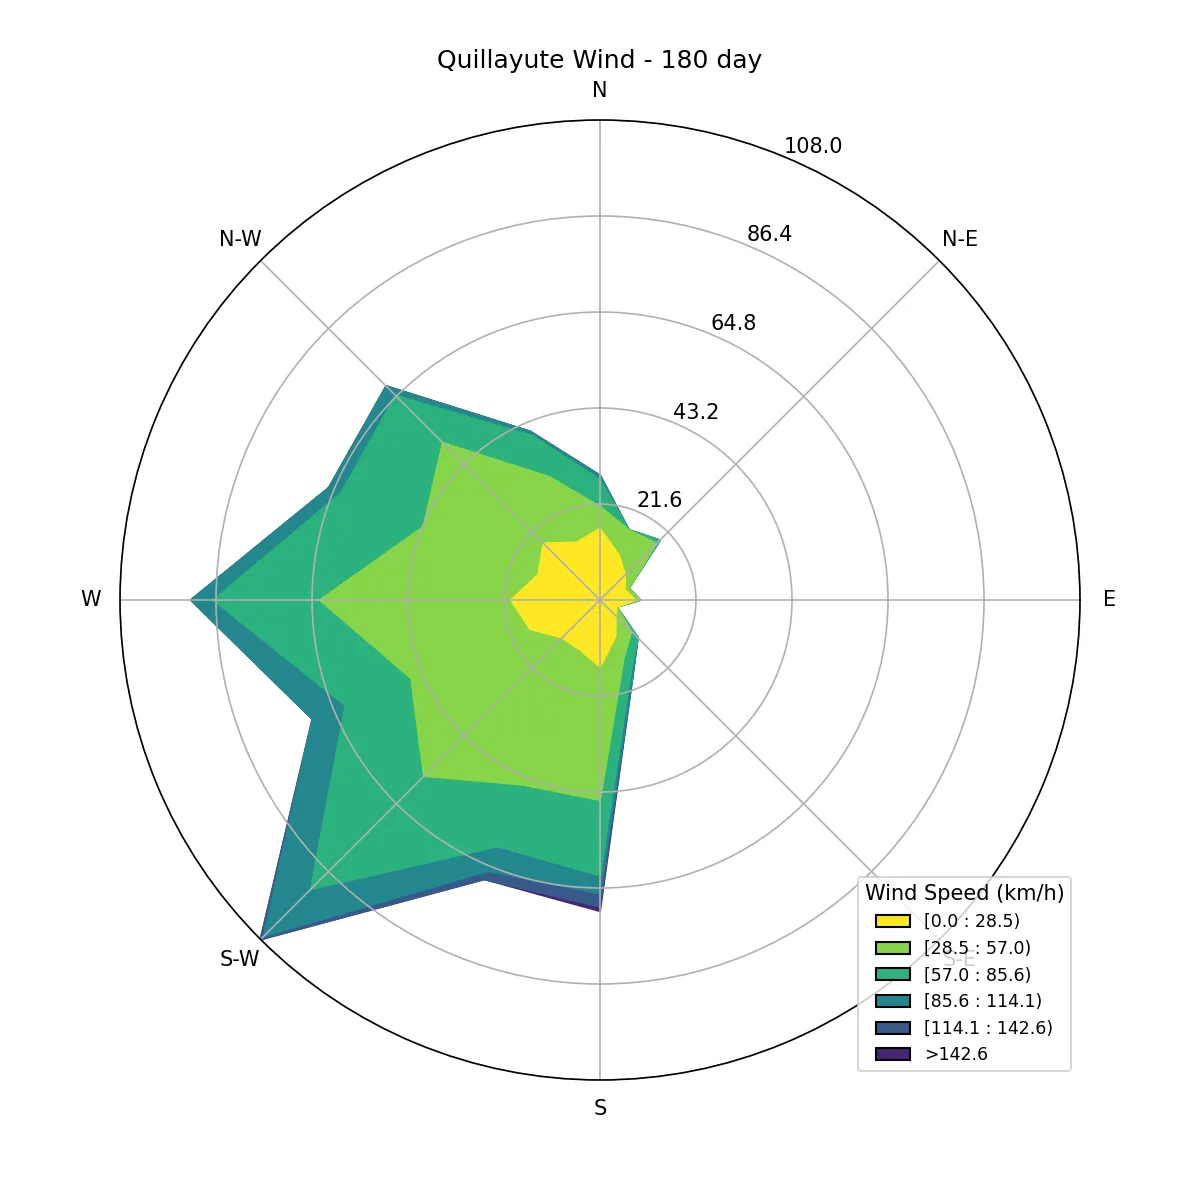 Quillayute Wind - 180 day
N
108.0
N-W
86.4
N-E
64.8
43.2
21.6
W
E
Wind Speed (km/h)
[0.0 : 28.5)
[28.5 : 57.0)
S-W
S-E
[57.0 : 85.6)
[85.6 : 114.1)
[114.1 : 142.6)
>142.6
S